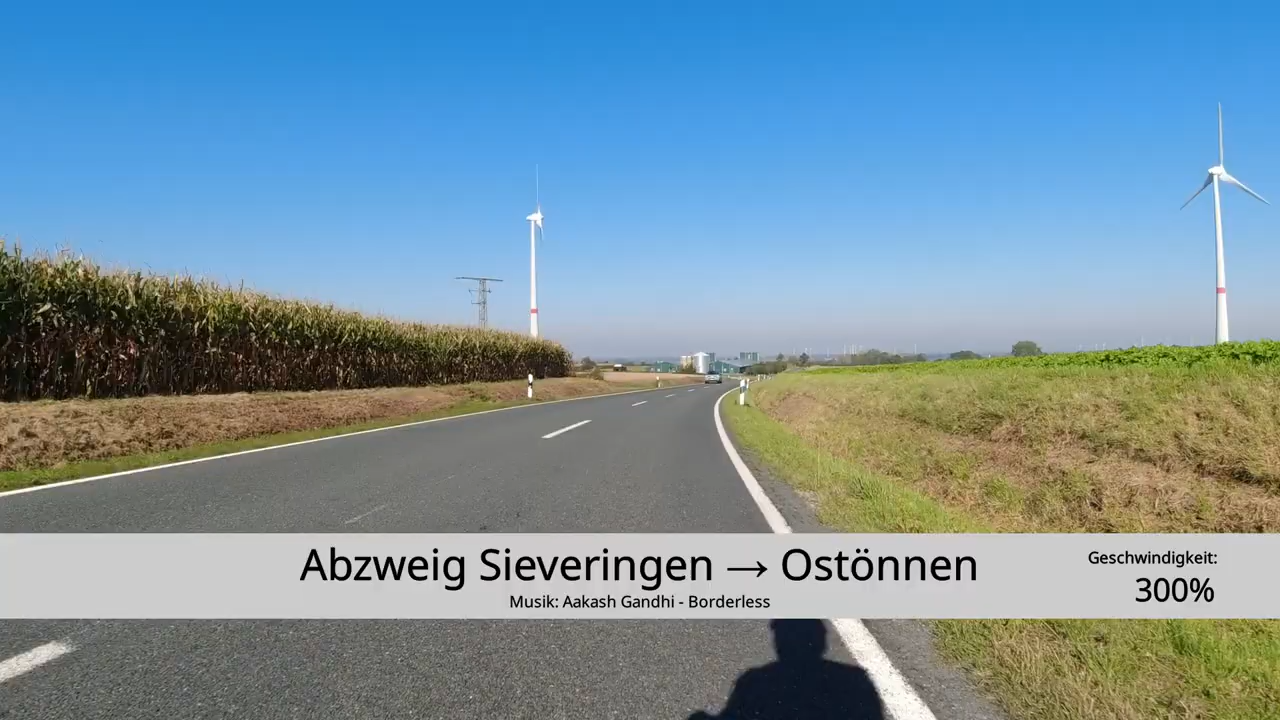 Abzweig Sieveringen → Ostönnen
Musik: Aakash Gandhi - Borderless
Geschwindigkeit:
300%